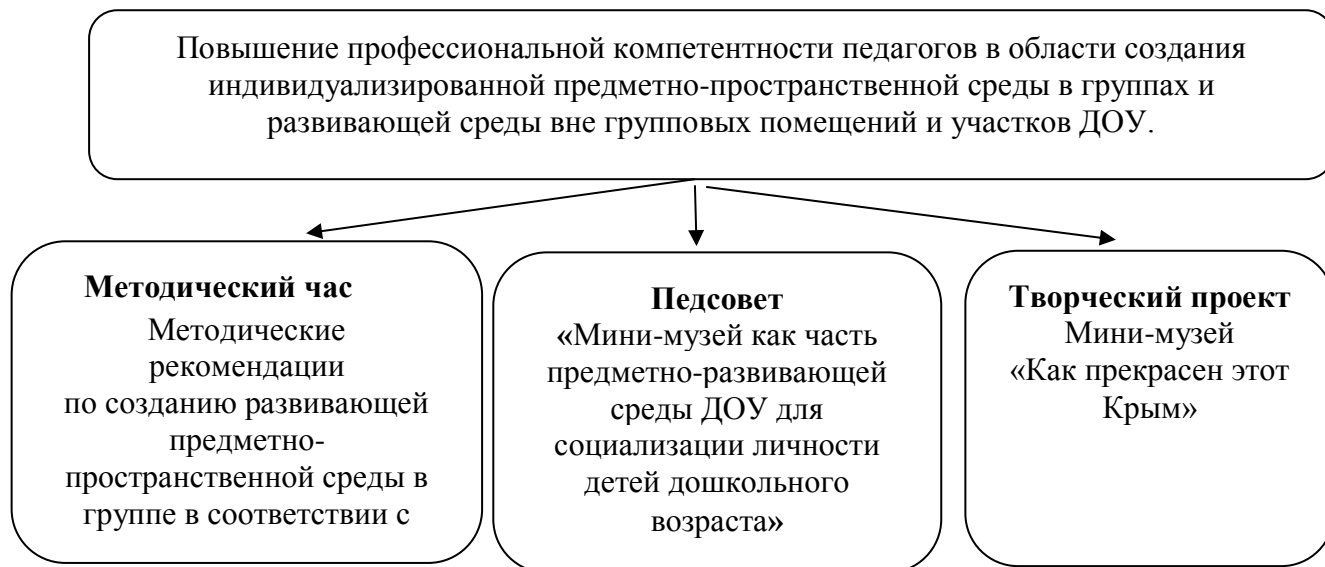 Повышение профессиональной компетентности педагогов в области создания
индивидуализированной предметно-пространственной среды в группах и
развивающей среды вне групповых помещений и участков ДОУ.
Методический час
Методические
рекомендации
по созданию развивающей
предметно-
пространственной среды в
группе в соответствии с
Педсовет
«Мини-музей как часть
предметно-развивающей
среды ДОУ для
социализации личности
детей дошкольного
возраста»
Творческий проект
Мини-музей
«Как прекрасен этот
Крым»